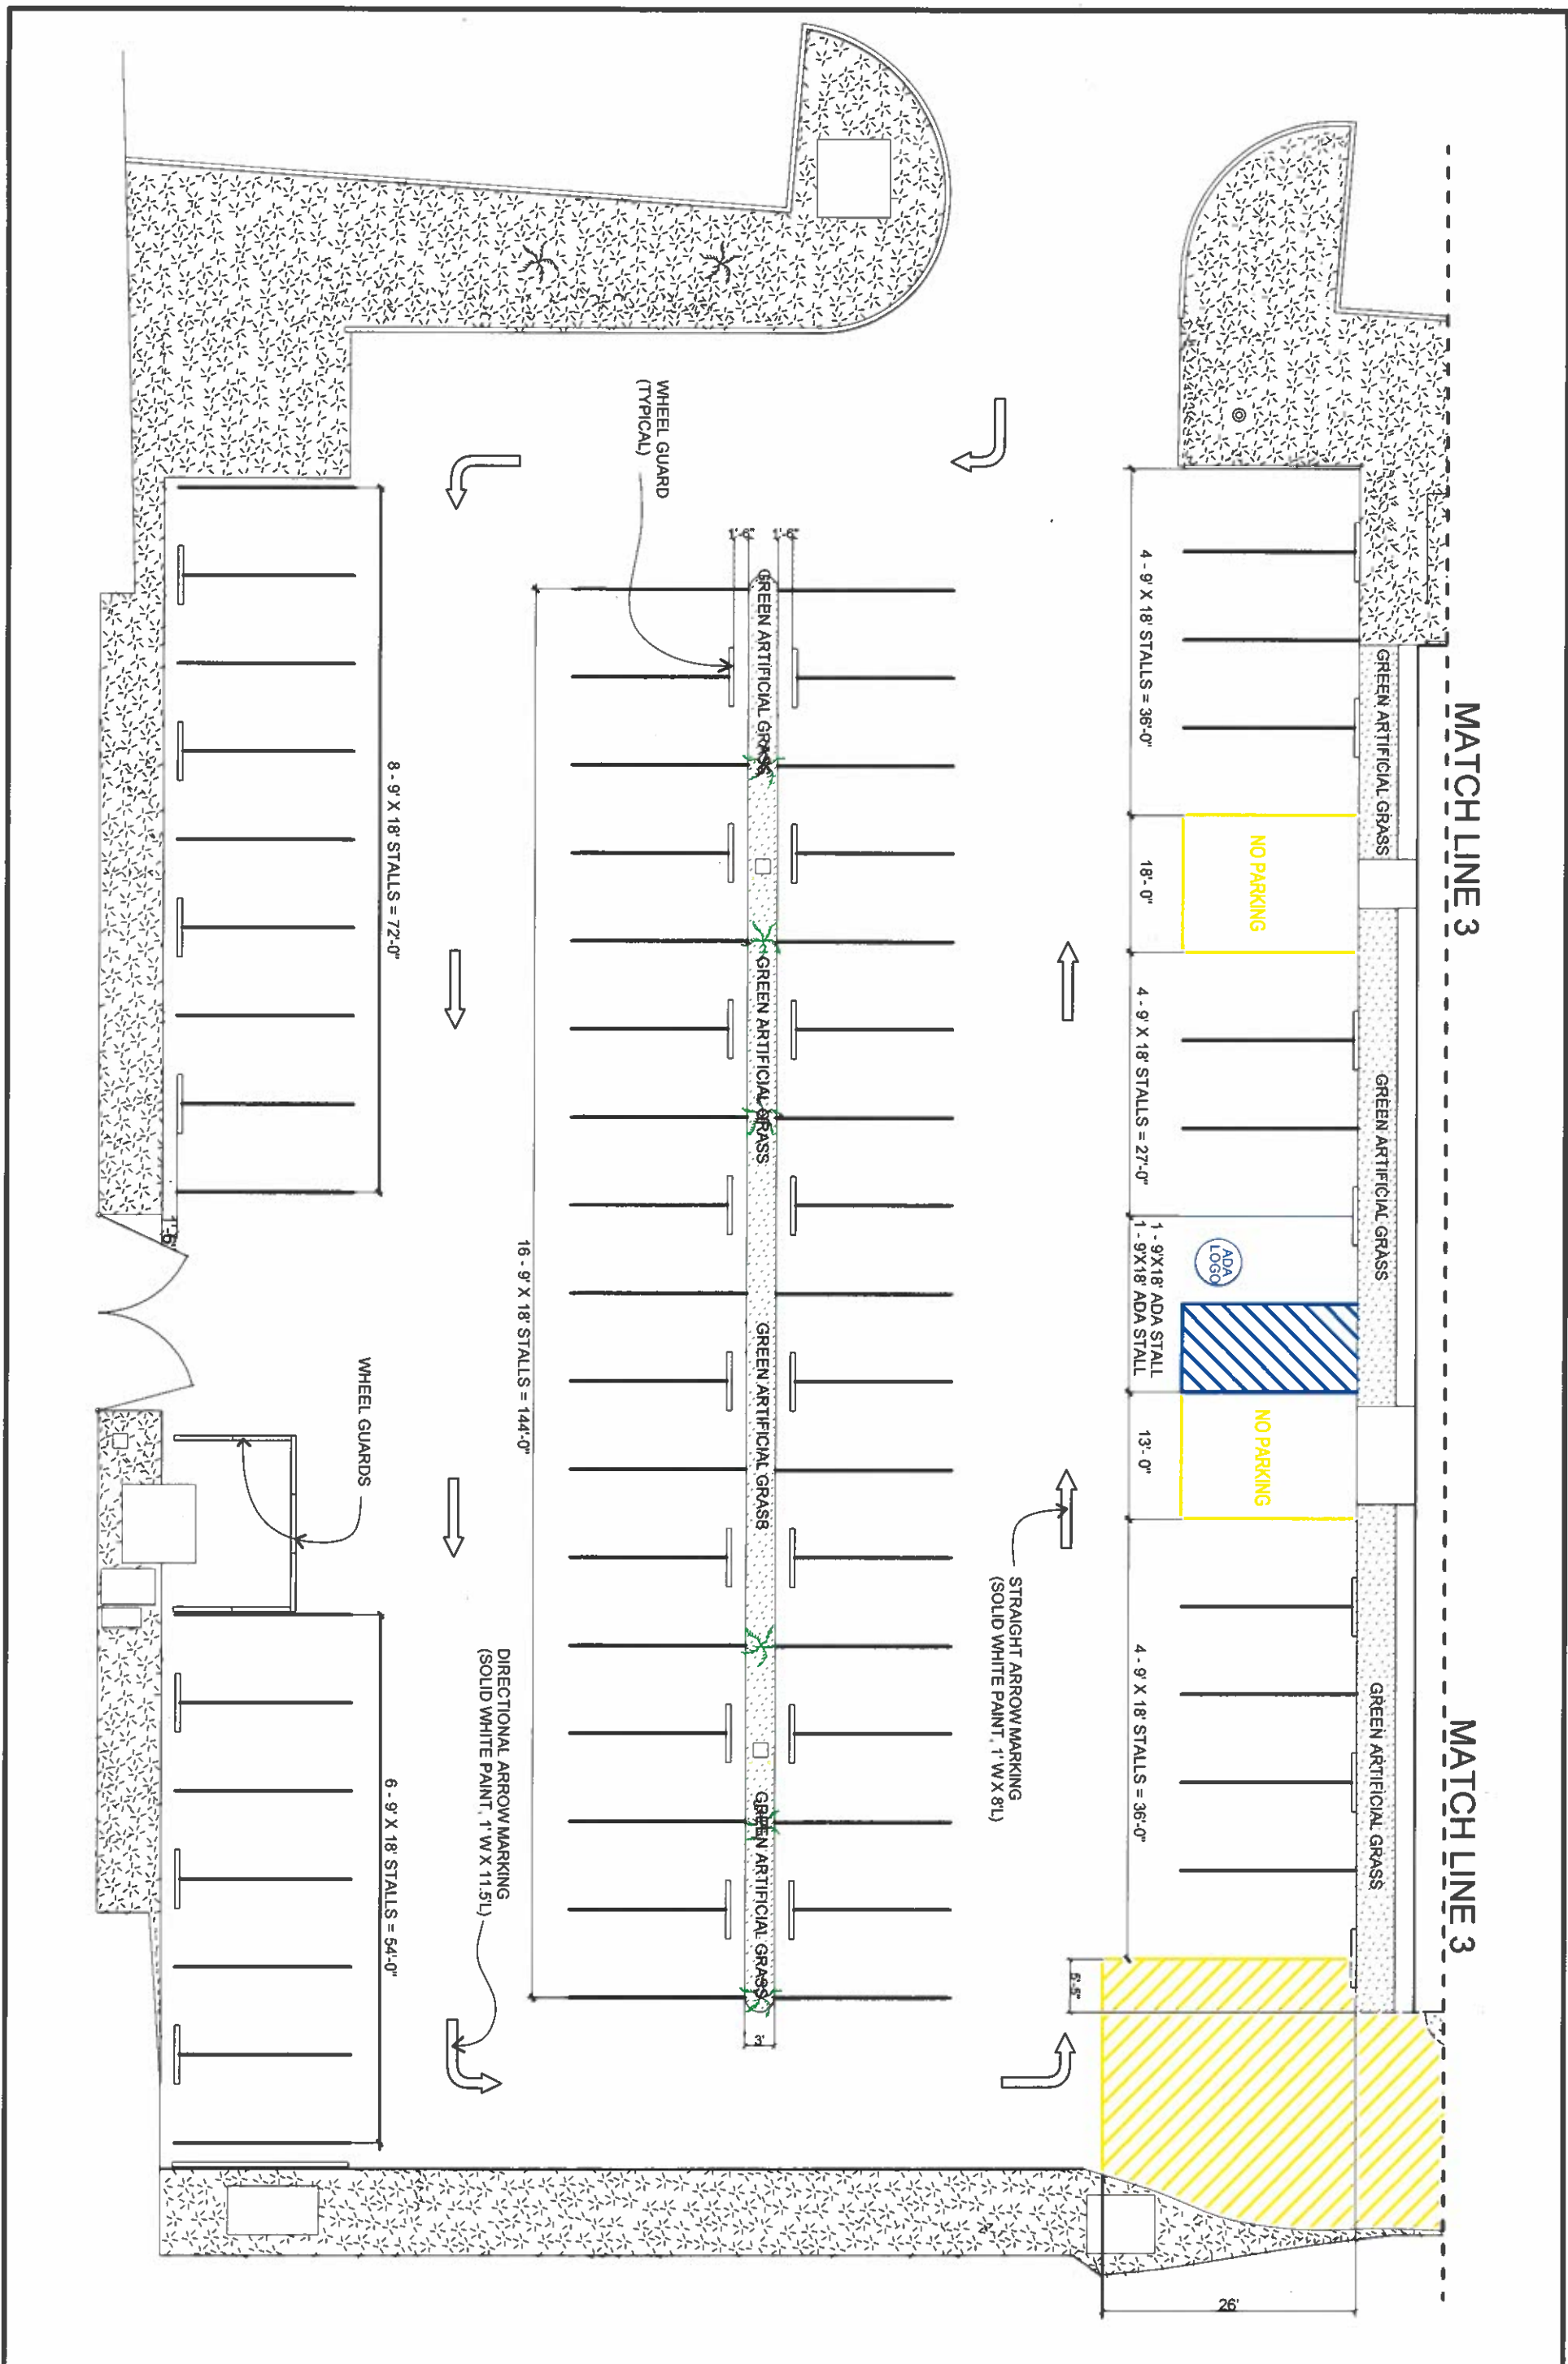 MATCH LINE 3
MATCH LINE 3
GREEN ARTIFICIAL GRASS
GREEN ARTIFICIAL GRASS
GREEN ARTIFICIAL GRASS
NO PARKING
NO PARKING
ADA
LOGO
4 - 9' X 18' STALLS = 36'-0"
18'- 0"
4 - 9' X 18' STALLS = 27'-0"
1 - 9'X18' ADA STALL
1 - 9'X18' ADA STALL
13'- 0"
4 - 9' X 18' STALLS = 36'-0"
5'-5"
26'
STRAIGHT ARROW MARKING
(SOLID WHITE PAINT, 1' W X 8'L)
1'-6"
1'-6"
GREEN ARTIFICIAL GRASS
GREEN ARTIFICIAL GRASS
GREEN ARTIFICIAL GRASS
GREEN ARTIFICIAL GRASS
3'
WHEEL GUARD
(TYPICAL)
16 - 9' X 18' STALLS = 144'-0"
DIRECTIONAL ARROW MARKING
(SOLID WHITE PAINT, 1' W X 11.5'L)
8 - 9' X 18' STALLS = 72'-0"
WHEEL GUARDS
6 - 9' X 18' STALLS = 54'-0"